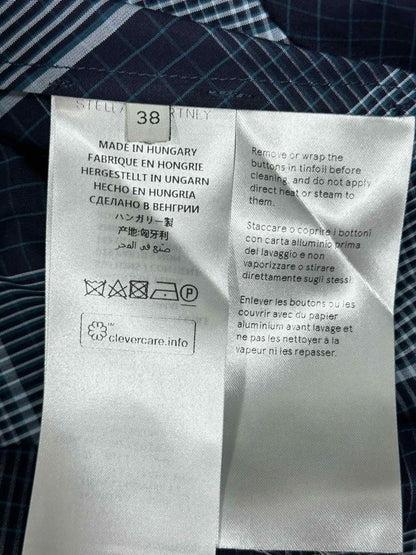 38
MADE IN HUNGARY
FABRIQUE EN HONGRIE
HERGESTELLT IN UNGARN
HECHO EN HUNGRIA
СДЕЛАНО В ВЕНГРИИ
ハンガリー製
产地:匈牙利
صنع في المجر
P
TM
clevercare.info
Remove or wrap the
buttons in tinfoil before
cleaning, and do not apply
direct heat or steam to
them.
Staccare o coprire i bottoni
con carta alluminio prima
del lavaggio e non
vaporizzare o stirare
direttamente sugli stessi
Enlever les boutons ou les
couvrir avec du papier
aluminium avant lavage et
ne pas les nettoyer à la
vapeur ni les repasser.